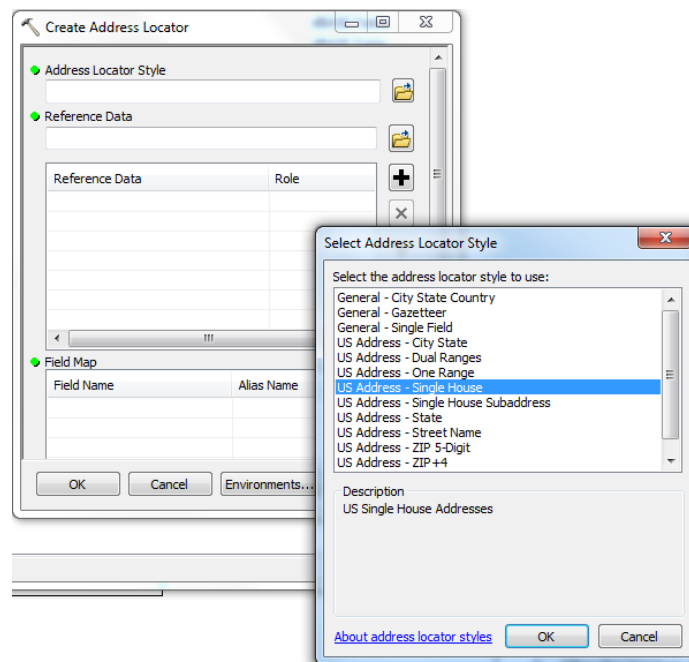 Create Address Locator
Address Locator Style
Reference Data
Reference Data Role
Field Map
Field Name Alias Name
OK Cancel Environments...
Select Address Locator Style
Select the address locator style to use:
General - City State Country
General - Gazetteer
General - Single Field
US Address - City State
US Address - Dual Ranges
US Address - One Range
US Address - Single House
US Address - Single House Subaddress
US Address - State
US Address - Street Name
US Address - ZIP 5-Digit
US Address - ZIP+4
Description
US Single House Addresses
About address locator styles OK Cancel